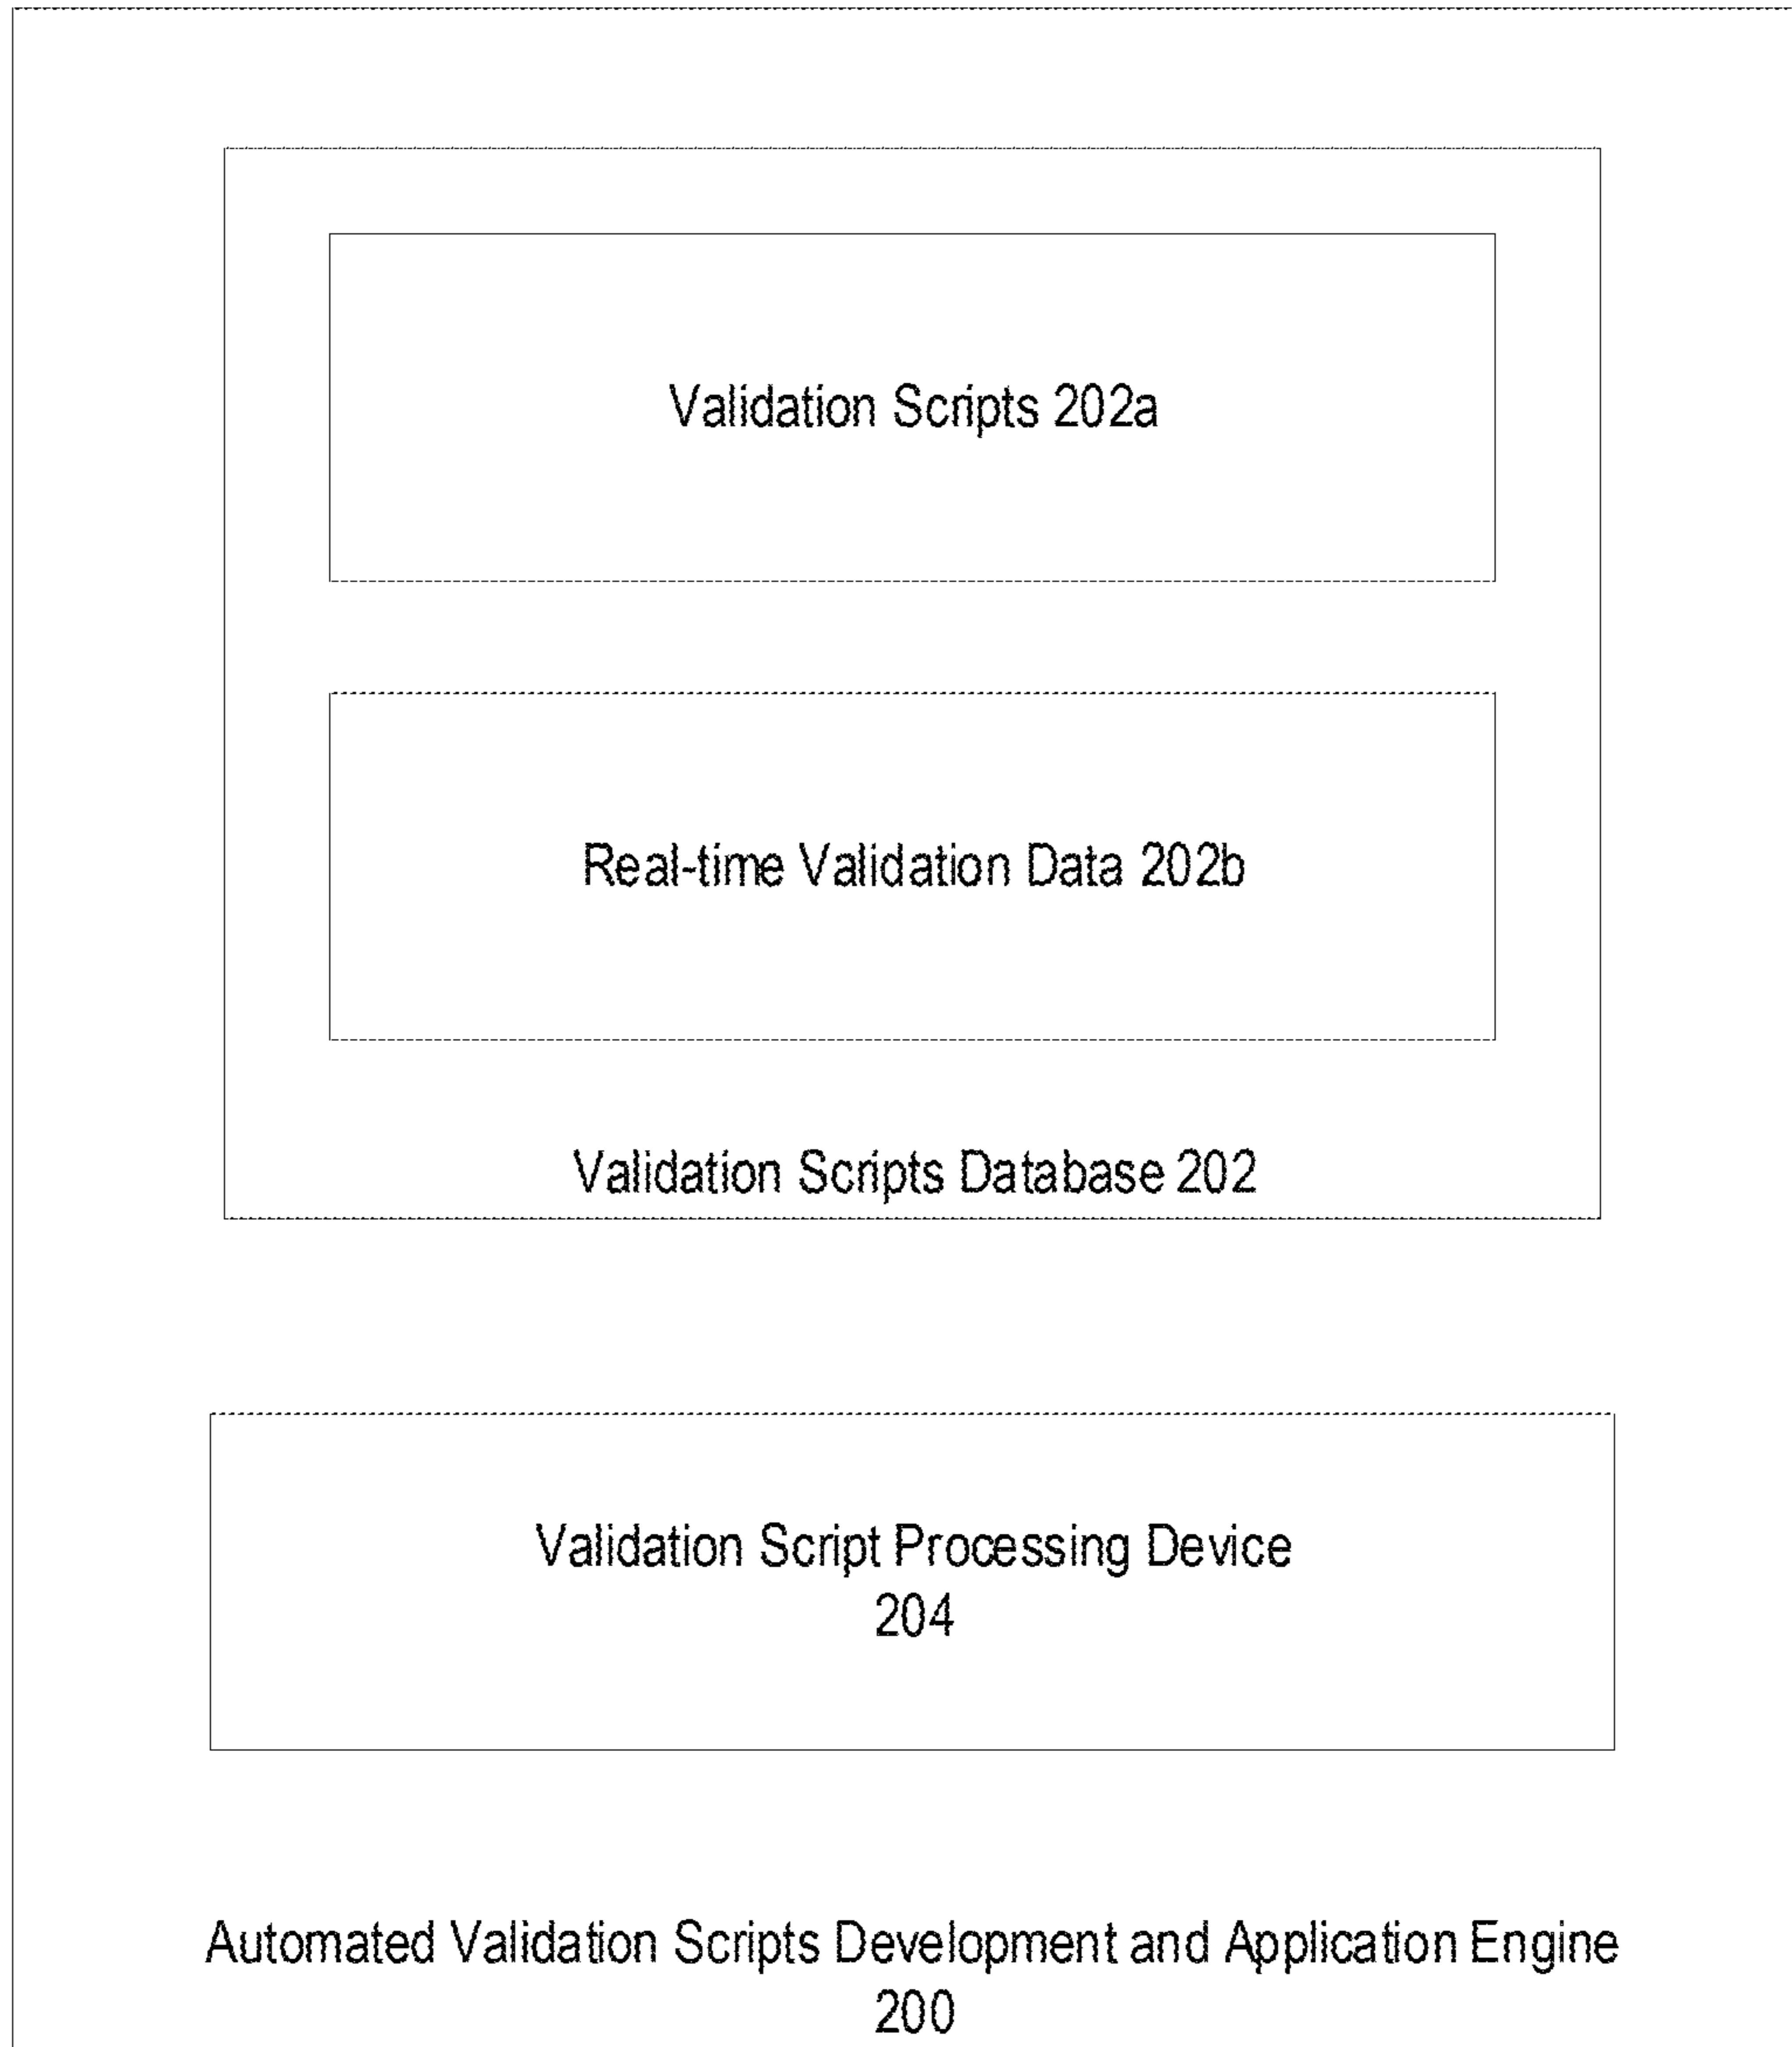 Validation Scripts 202a
Real-time Validation Data 202b
Validation Scripts Database 202
Validation Script Processing Device
204
Automated Validation Scripts Development and Application Engine
200